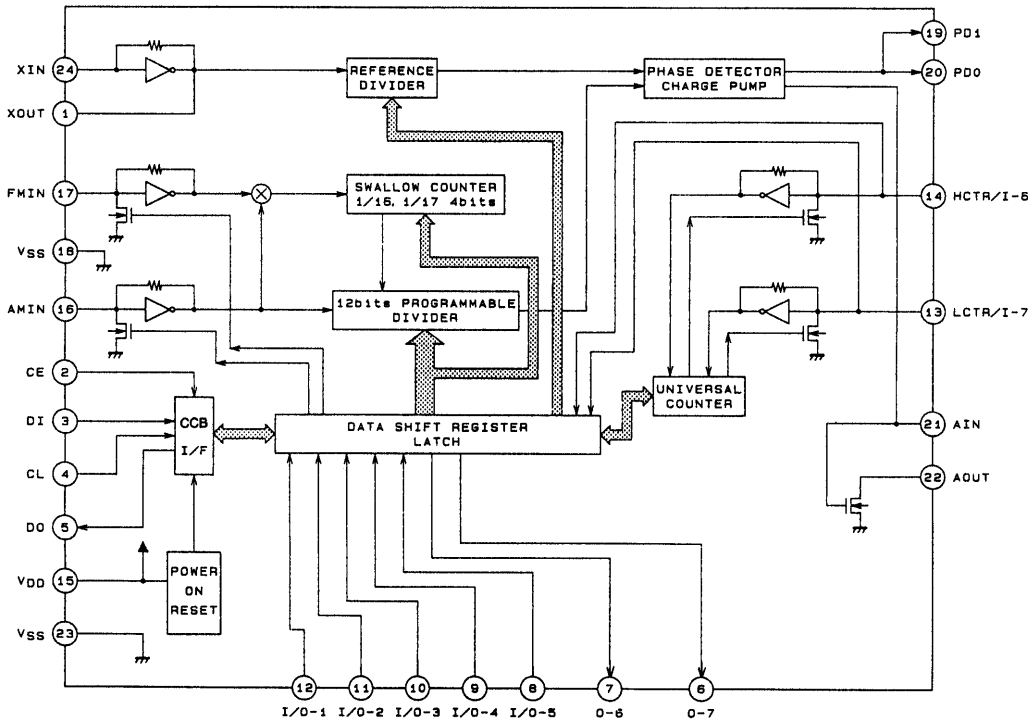 XIN 24
XOUT 1
FMIN 17
VSS 18
AMIN 16
CE 2
DI 3
CL 4
DO 5
VDD 15
VSS 23
REFERENCE
DIVIDER
PHASE DETECTOR
CHARGE PUMP
SWALLOW COUNTER
1/16, 1/17 4bits
12bits PROGRAMMABLE
DIVIDER
CCB
I/F
DATA SHIFT REGISTER
LATCH
UNIVERSAL
COUNTER
POWER
ON
RESET
19 PD1
20 PD0
14 HCTR/I-6
13 LCTR/I-7
21 AIN
22 AOUT
12 11 10 9 8 7 6
I/O-1 I/O-2 I/O-3 I/O-4 I/O-5 O-6 O-7